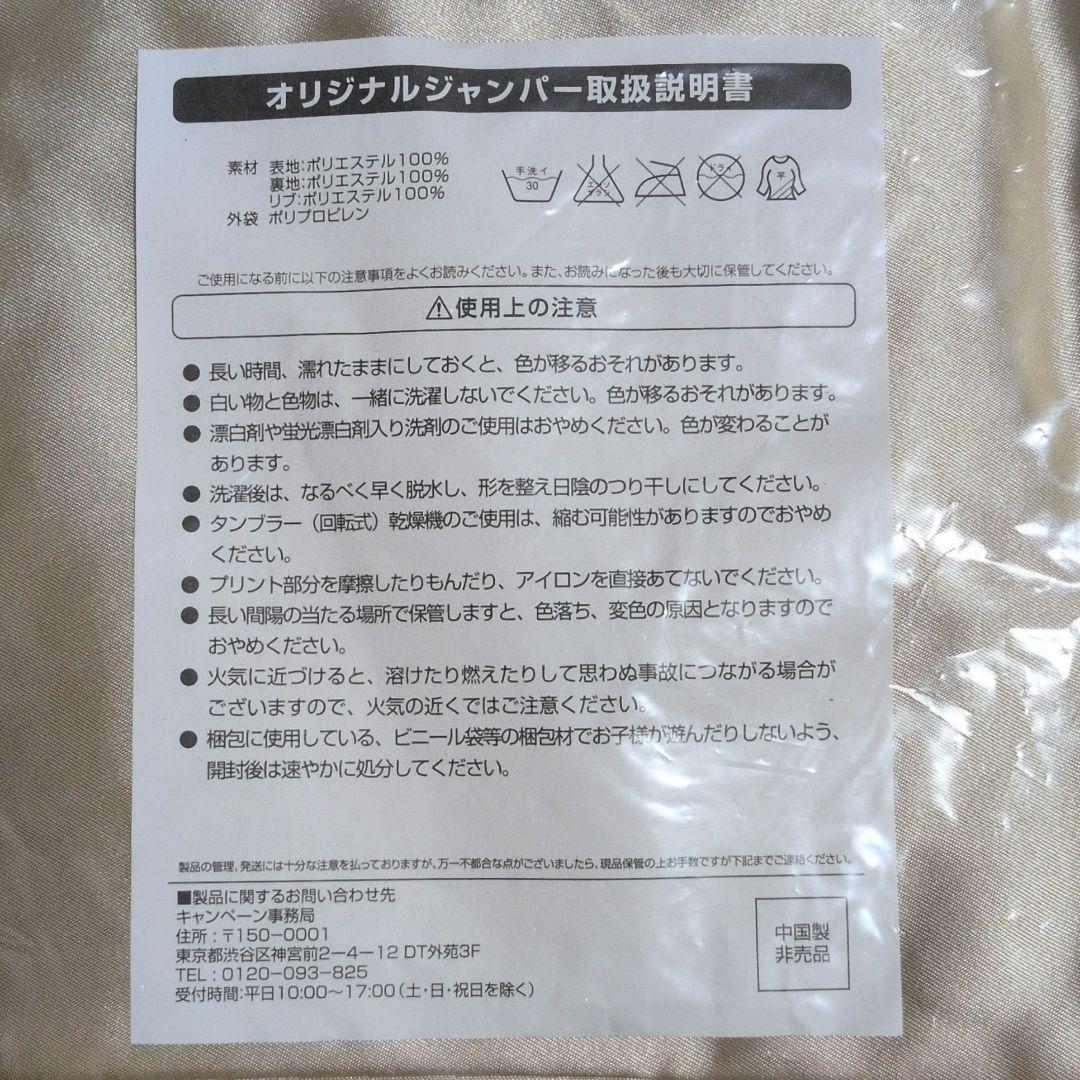 オリジナルジャンパー取扱説明書
素材 表地:ポリエステル100%
裏地:ポリエステル100%
リブ:ポリエステル100%
外袋 ポリプロピレン
手洗イ
30
エンソ
サラシ
ドライ
平
ご使用になる前に以下の注意事項をよくお読みください。また、お読みになった後も大切に保管してください。
⚠使用上の注意
● 長い時間、濡れたままにしておくと、色が移るおそれがあります。
● 白い物と色物は、一緒に洗濯しないでください。色が移るおそれがあります。
● 漂白剤や蛍光漂白剤入り洗剤のご使用はおやめください。色が変わることが
あります。
● 洗濯後は、なるべく早く脱水し、形を整え日陰のつり干しにしてください。
● タンブラー（回転式）乾燥機のご使用は、縮む可能性がありますのでおやめ
ください。
● プリント部分を摩擦したりもんだり、アイロンを直接あてないでください。
● 長い間陽の当たる場所で保管しますと、色落ち、変色の原因となりますので
おやめください。
● 火気に近づけると、溶けたり燃えたりして思わぬ事故につながる場合が
ございますので、火気の近くではご注意ください。
● 梱包に使用している、ビニール袋等の梱包材でお子様が遊んだりしないよう、
開封後は速やかに処分してください。
製品の管理、発送には十分な注意を払っておりますが、万一不都合な点がございましたら、現品保管の上お手数ですが下記までご連絡ください。
■製品に関するお問い合わせ先
キャンペーン事務局
住所：〒150-0001
東京都渋谷区神宮前2-4-12 DT外苑3F
TEL：0120-093-825
受付時間:平日10:00～17:00（土・日・祝日を除く）
中国製
非売品